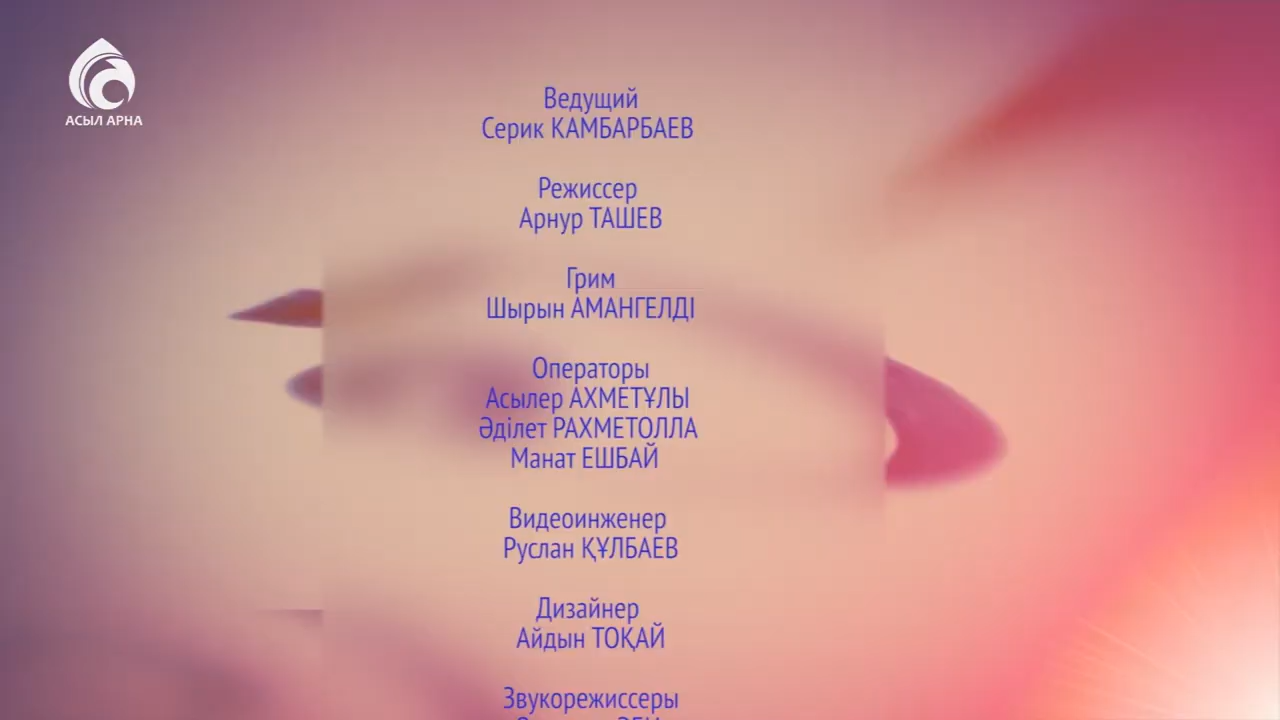 АСЫЛ АРНА
Ведущий
Серик КАМБАРБАЕВ
Режиссер
Арнур ТАШЕВ
Грим
Шырын АМАНГЕЛДІ
Операторы
Асылер АХМЕТҰЛЫ
Әділет РАХМЕТОЛЛА
Манат ЕШБАЙ
Видеоинженер
Руслан ҚҰЛБАЕВ
Дизайнер
Айдын ТОҚАЙ
Звукорежиссеры